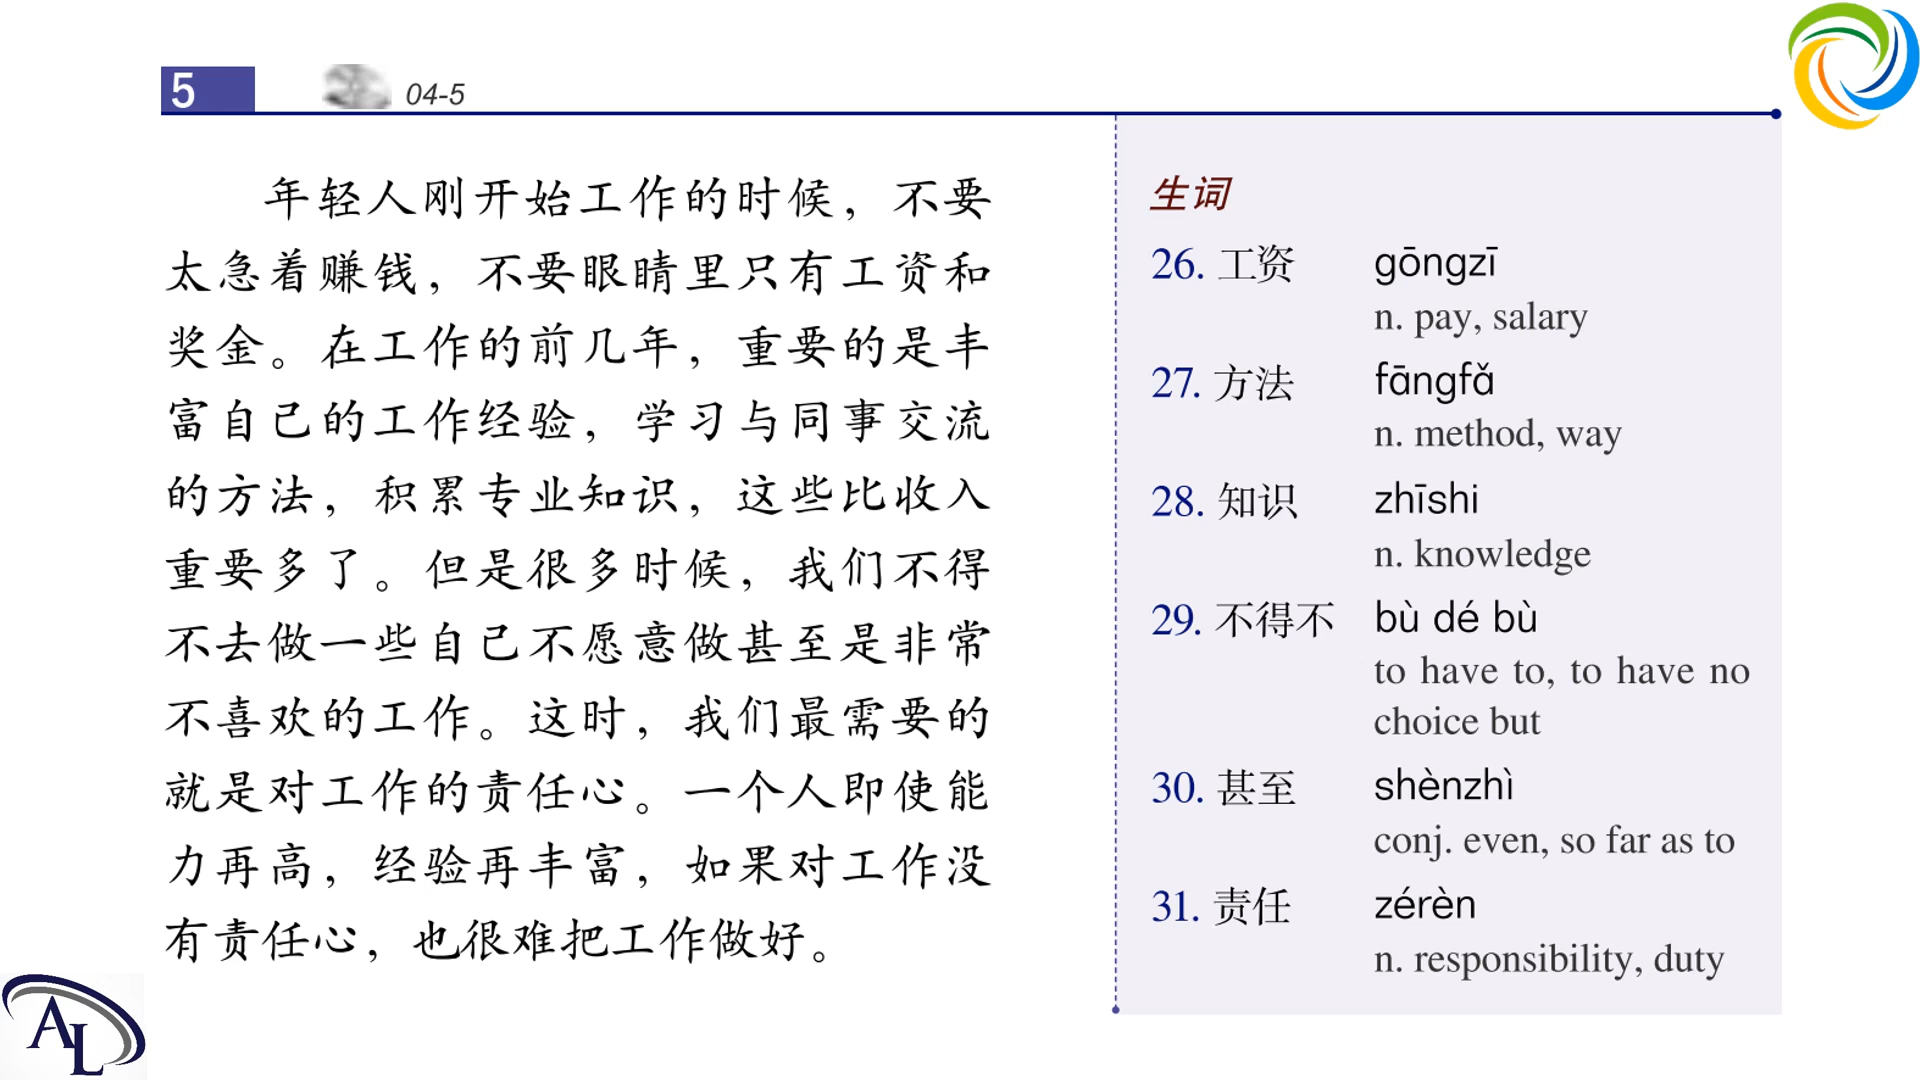 5
04-5
年轻人刚开始工作的时候，不要
太急着赚钱，不要眼睛里只有工资和
奖金。在工作的前几年，重要的是丰
富自己的工作经验，学习与同事交流
的方法，积累专业知识，这些比收入
重要多了。但是很多时候，我们不得
不去做一些自己不愿意做甚至是非常
不喜欢的工作。这时，我们最需要的
就是对工作的责任心。一个人即使能
力再高，经验再丰富，如果对工作没
有责任心，也很难把工作做好。
生词
26. 工资 gōngzī
n. pay, salary
27. 方法 fāngfǎ
n. method, way
28. 知识 zhīshi
n. knowledge
29. 不得不 bù dé bù
to have to, to have no
choice but
30. 甚至 shènzhì
conj. even, so far as to
31. 责任 zérèn
n. responsibility, duty
AL